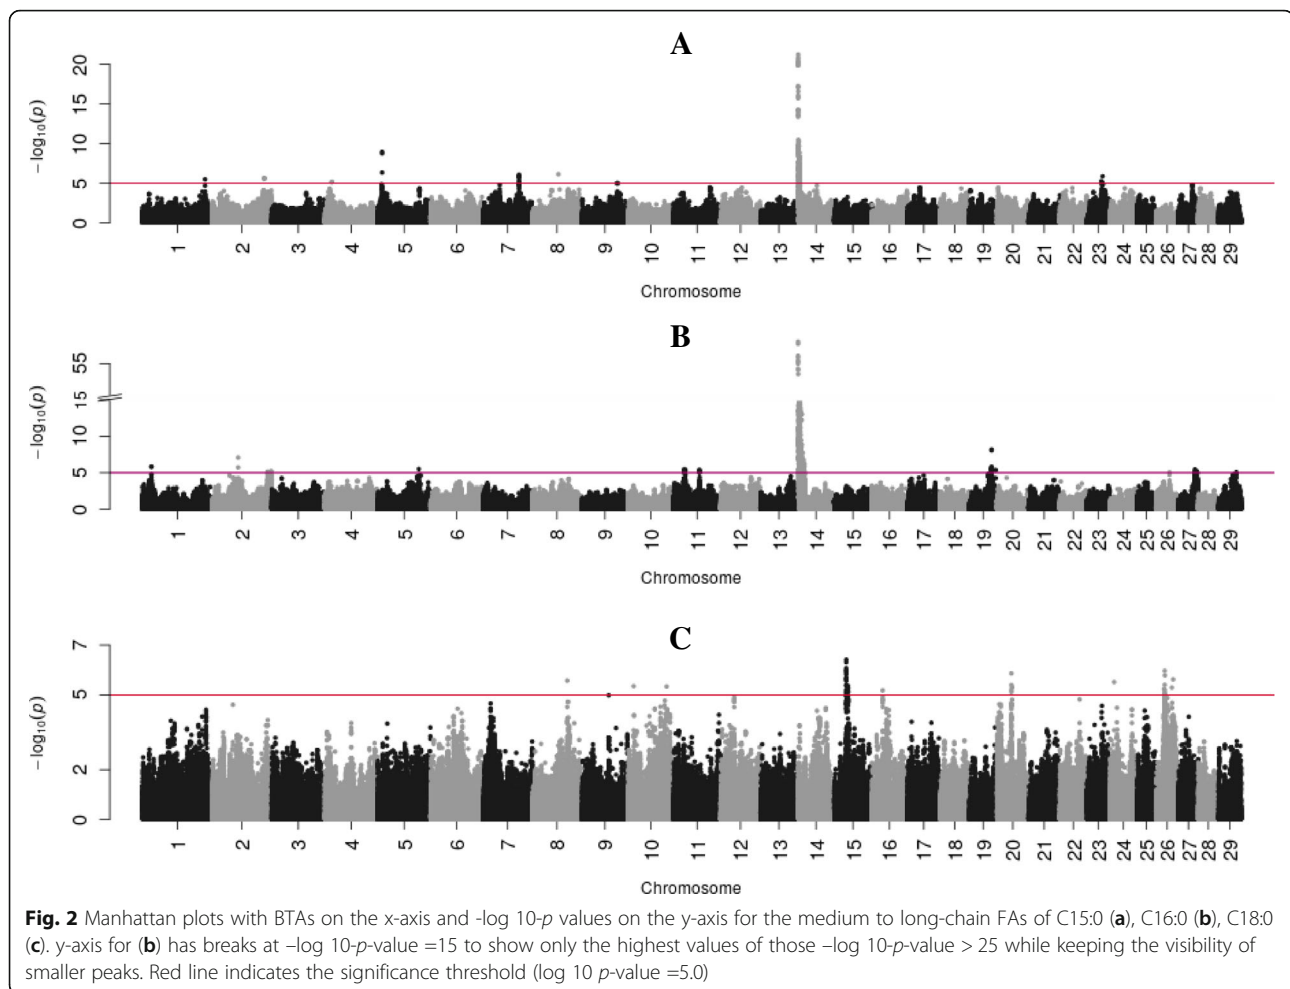 A
20
15
10
5
0
−log10(p)
1 2 3 4 5 6 7 8 9 10 11 12 13 14 15 16 17 18 19 20 21 22 23 24 25 26 27 28 29
Chromosome
B
55
15
10
5
0
−log10(p)
1 2 3 4 5 6 7 8 9 10 11 12 13 14 15 16 17 18 19 20 21 22 23 24 25 26 27 28 29
Chromosome
C
7
5
2
0
−log10(p)
1 2 3 4 5 6 7 8 9 10 11 12 13 14 15 16 17 18 19 20 21 22 23 24 25 26 27 28 29
Chromosome
Fig. 2 Manhattan plots with BTAs on the x-axis and -log 10-p values on the y-axis for the medium to long-chain FAs of C15:0 (a), C16:0 (b), C18:0
(c). y-axis for (b) has breaks at –log 10-p-value =15 to show only the highest values of those –log 10-p-value > 25 while keeping the visibility of
smaller peaks. Red line indicates the significance threshold (log 10 p-value =5.0)